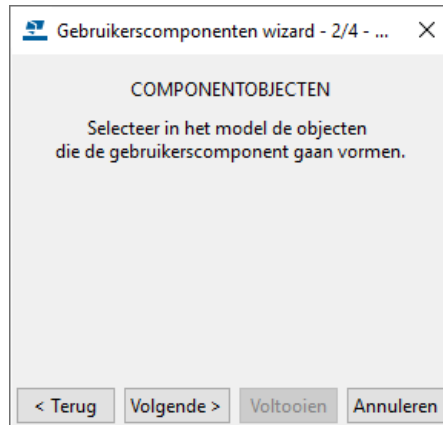 Gebruikerscomponenten wizard - 2/4 - ...
COMPONENTOBJECTEN
Selecteer in het model de objecten
die de gebruikerscomponent gaan vormen.
< Terug Volgende > Voltooien Annuleren